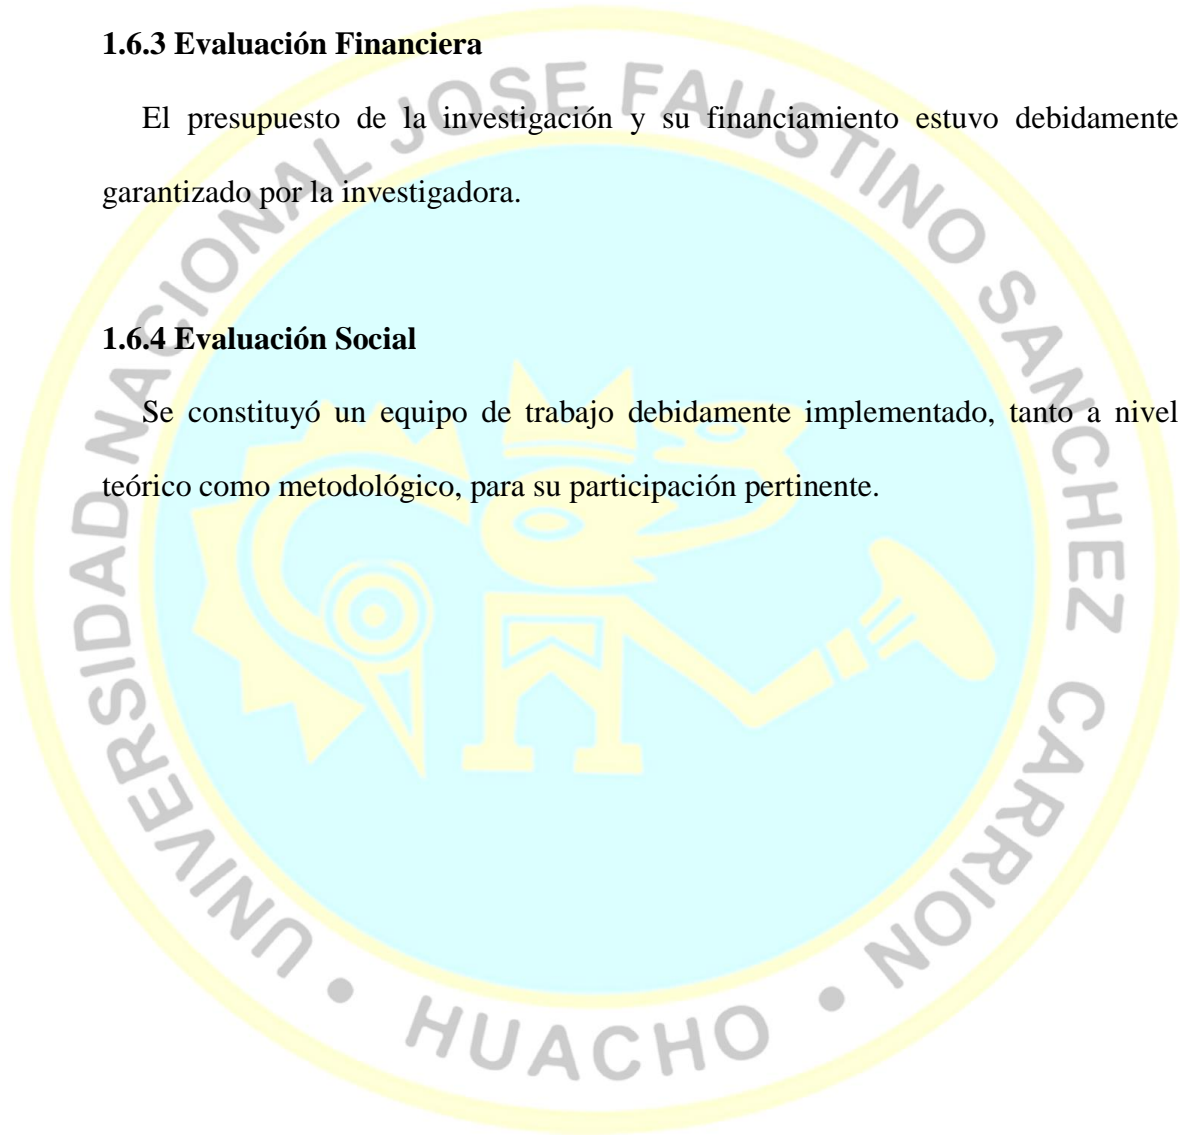 1.6.3 Evaluación Financiera
El presupuesto de la investigación y su financiamiento estuvo debidamente
garantizado por la investigadora.
1.6.4 Evaluación Social
Se constituyó un equipo de trabajo debidamente implementado, tanto a nivel
teórico como metodológico, para su participación pertinente.
UNIVERSIDAD NACIONAL JOSE FAUSTINO SANCHEZ CARRION • HUACHO •